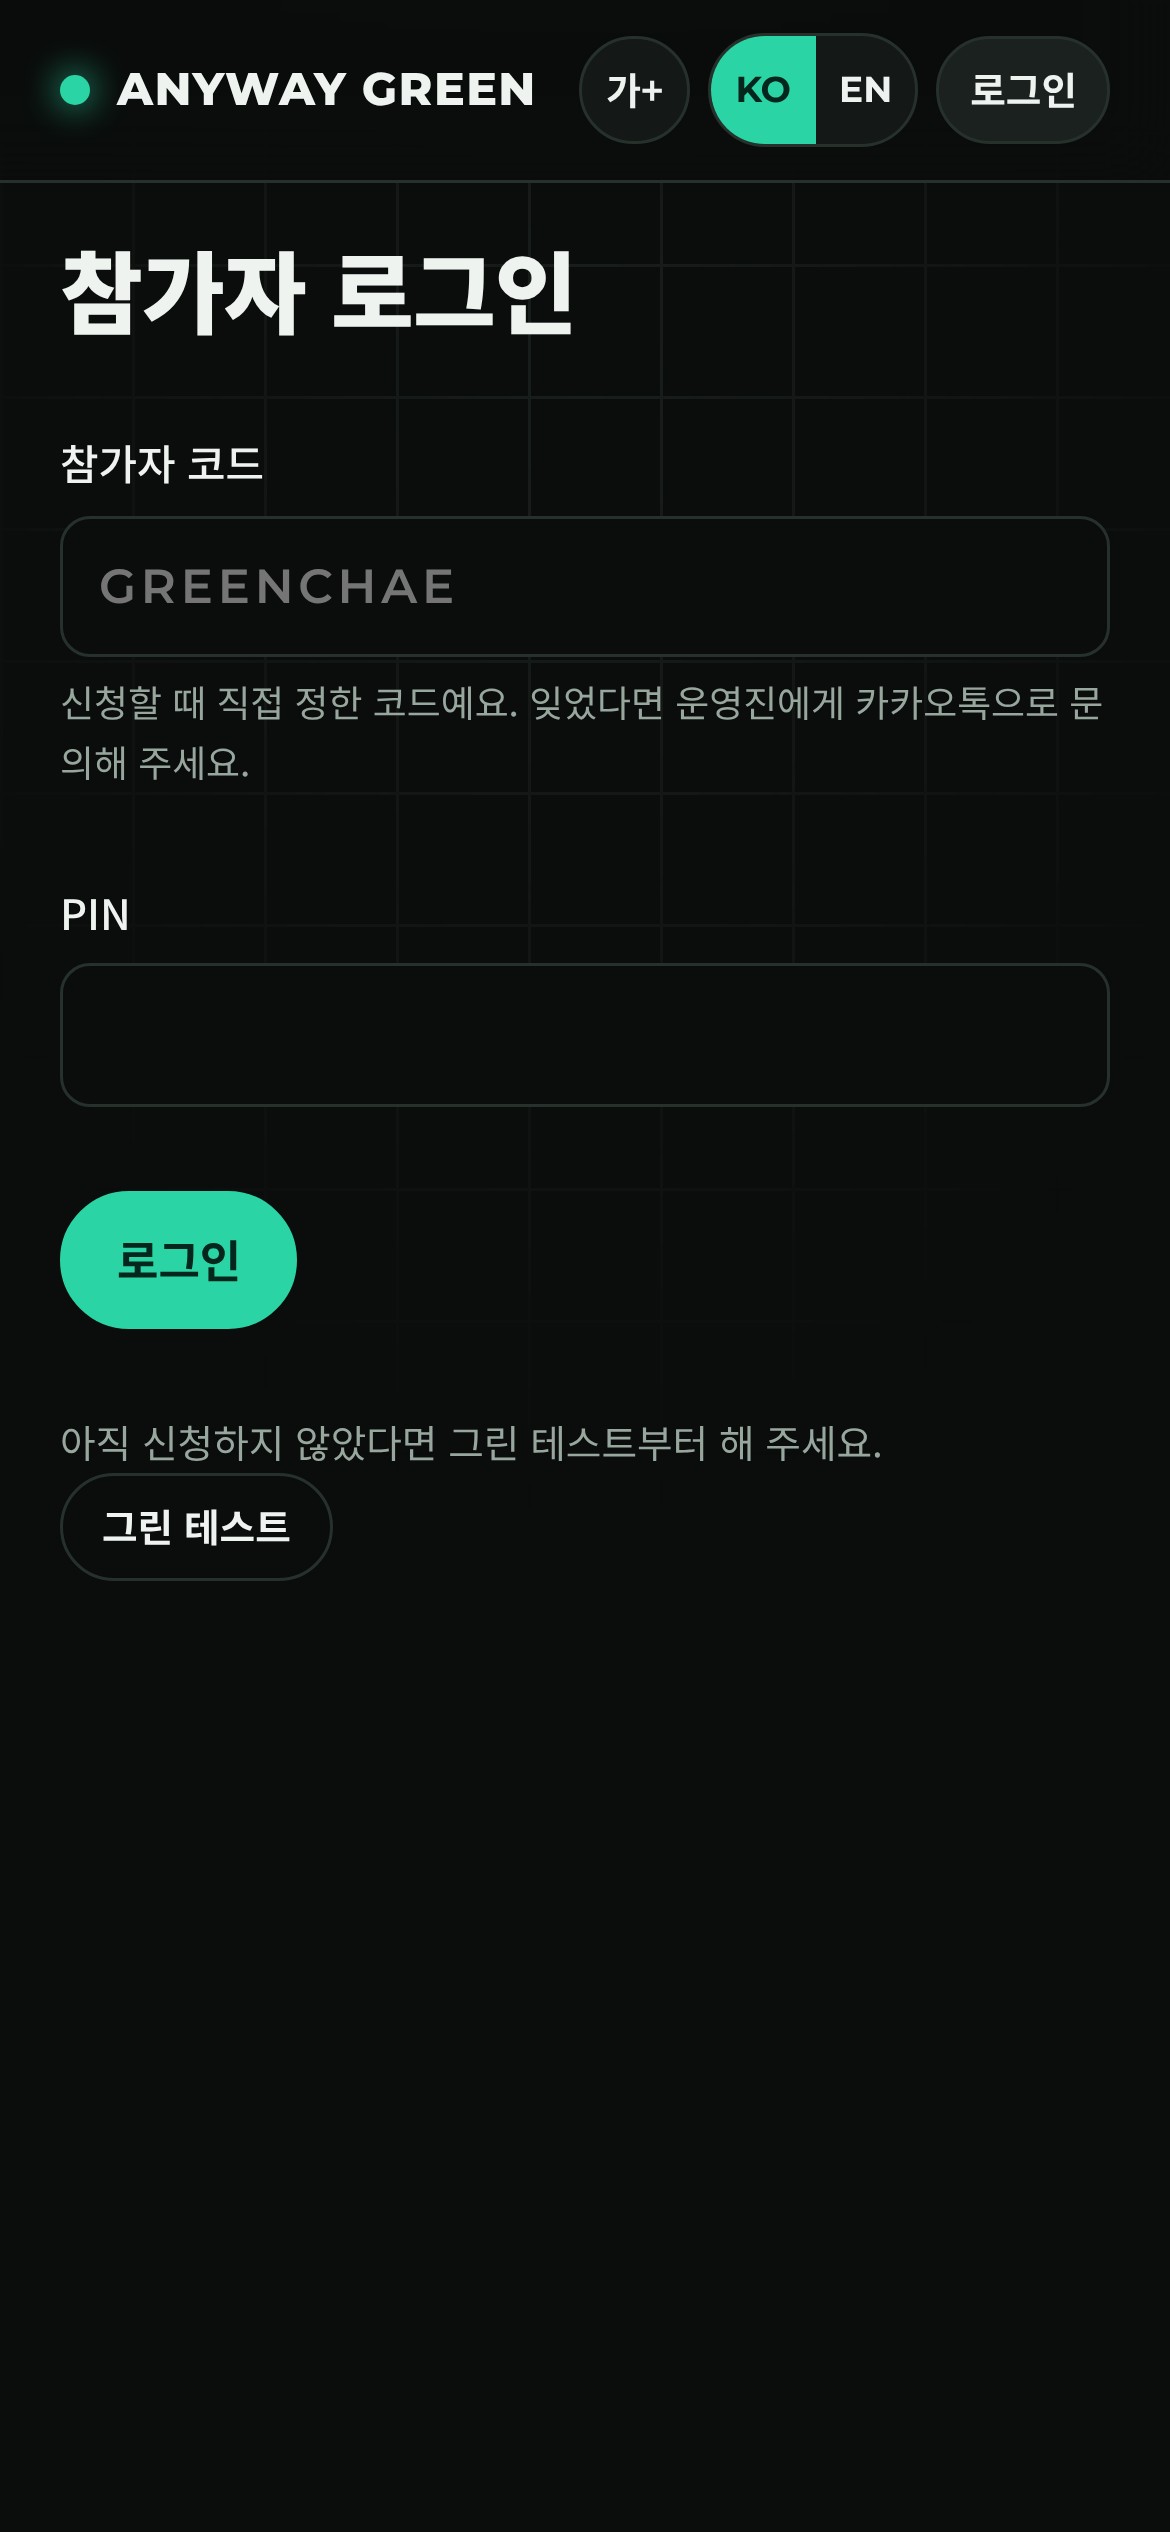 ANYWAY GREEN
가+
KO
EN
로그인
참가자 로그인
참가자 코드
GREENCHAE
신청할 때 직접 정한 코드예요. 잊었다면 운영진에게 카카오톡으로 문
의해 주세요.
PIN
로그인
아직 신청하지 않았다면 그린 테스트부터 해 주세요.
그린 테스트